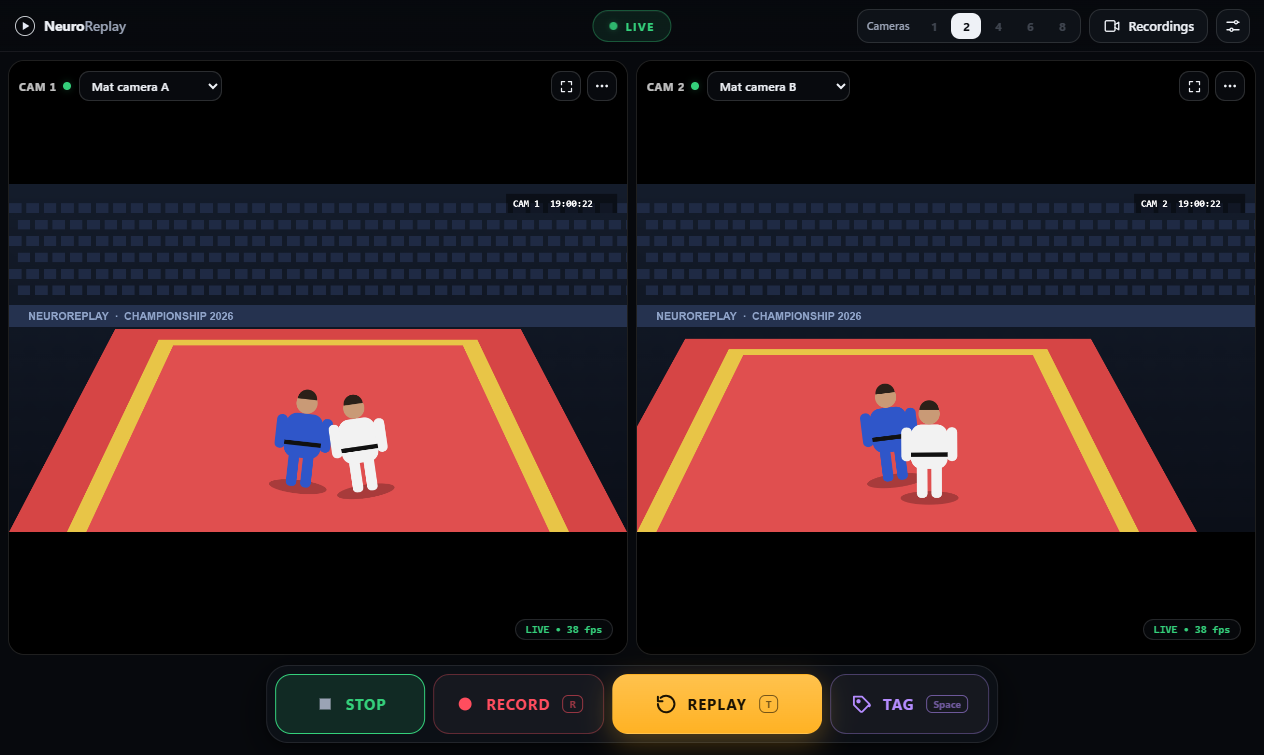 NeuroReplay
LIVE
Cameras 1 2 4 6 8
Recordings
CAM 1 Mat camera A
CAM 1 19:00:22
NEUROREPLAY · CHAMPIONSHIP 2026
LIVE • 38 fps
CAM 2 Mat camera B
CAM 2 19:00:22
NEUROREPLAY · CHAMPIONSHIP 2026
LIVE • 38 fps
STOP
RECORD R
REPLAY T
TAG Space